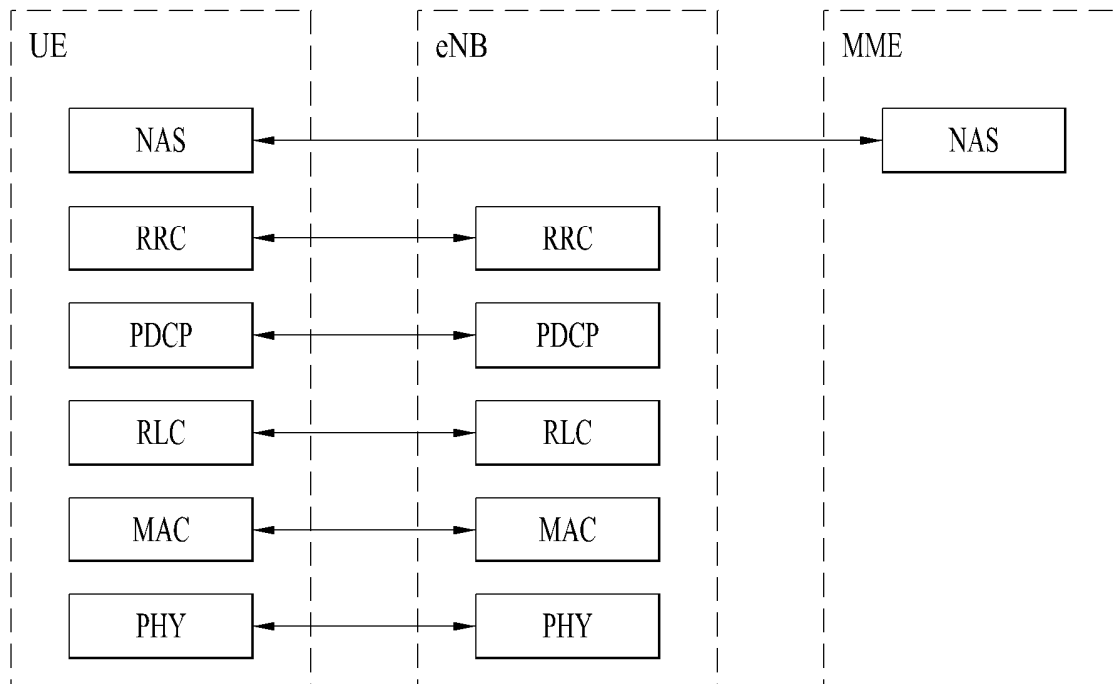 UE eNB MME
NAS NAS
RRC RRC
PDCP PDCP
RLC RLC
MAC MAC
PHY PHY